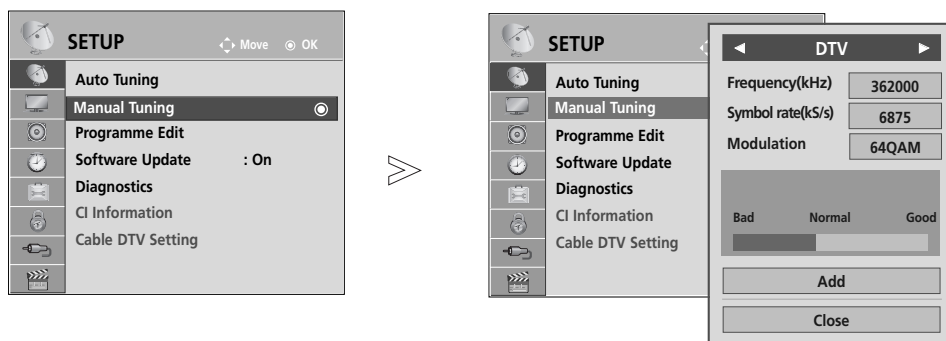 SETUP Move OK
Auto Tuning
Manual Tuning
Programme Edit
Software Update : On
Diagnostics
CI Information
Cable DTV Setting
SETUP
Auto Tuning
Manual Tuning
Programme Edit
Software Update
Diagnostics
CI Information
Cable DTV Setting
DTV
Frequency(kHz) 362000
Symbol rate(kS/s) 6875
Modulation 64QAM
Bad Normal Good
Add
Close